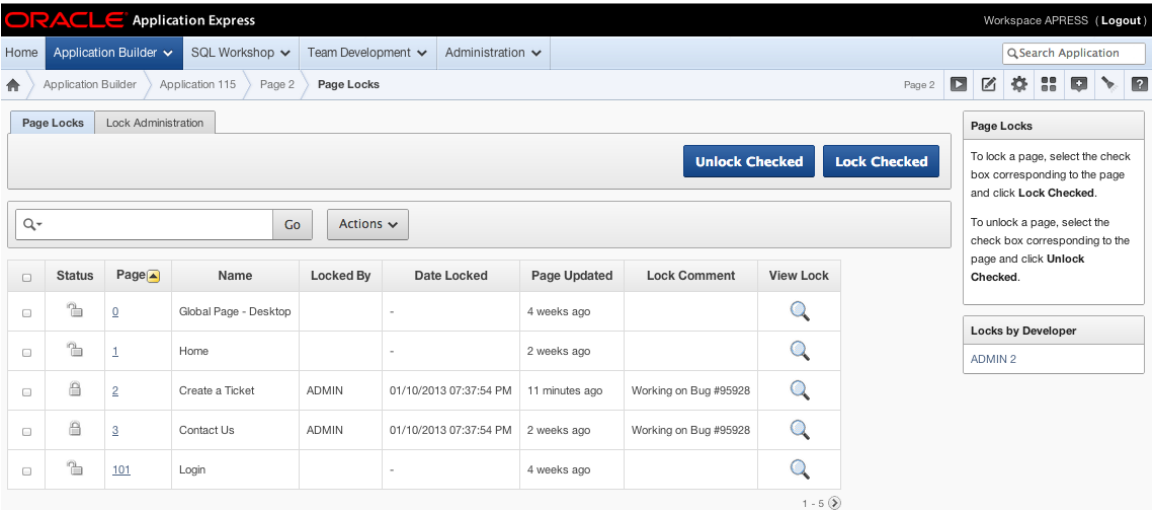 ORACLE Application Express
Workspace APRESS (Logout)
Home Application Builder SQL Workshop Team Development Administration
Search Application
Application Builder Application 115 Page 2 Page Locks
Page 2
?
Page Locks Lock Administration
Unlock Checked Lock Checked
Go Actions
Status Page Name Locked By Date Locked Page Updated Lock Comment View Lock
0 Global Page - Desktop - 4 weeks ago
1 Home - 2 weeks ago
2 Create a Ticket ADMIN 01/10/2013 07:37:54 PM 11 minutes ago Working on Bug #95928
3 Contact Us ADMIN 01/10/2013 07:37:54 PM 2 weeks ago Working on Bug #95928
101 Login - 4 weeks ago
1 - 5
Page Locks
To lock a page, select the check
box corresponding to the page
and click Lock Checked.
To unlock a page, select the
check box corresponding to the
page and click Unlock
Checked.
Locks by Developer
ADMIN 2